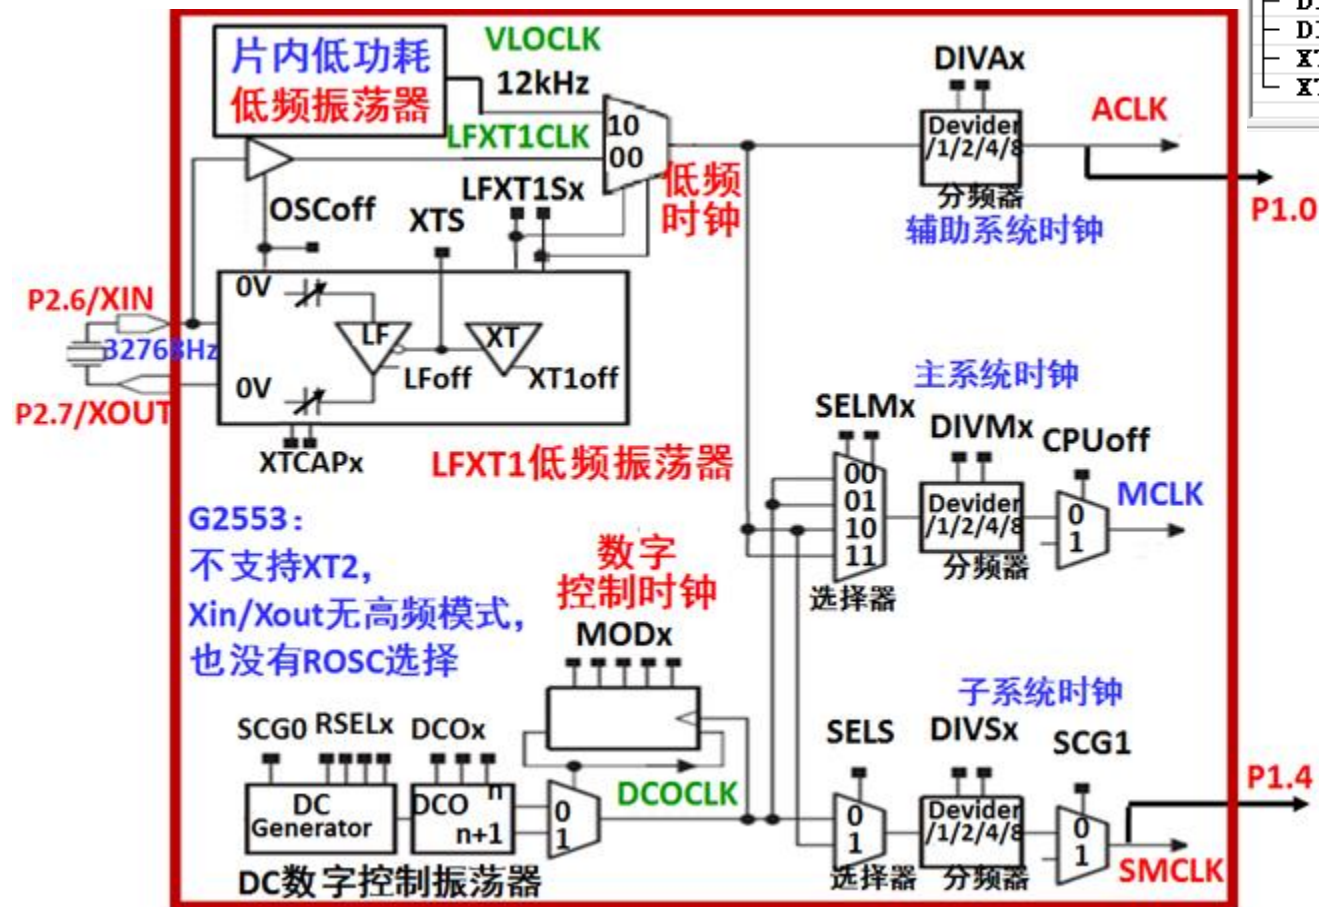 片内低功耗
低频振荡器
VLOCLK
12kHz
LFXT1CLK
10
00
低频
时钟
DIVAx
Devider
/1/2/4/8
分频器
辅助系统时钟
ACLK
P1.0
OSCoff
XTS
LFXT1Sx
P2.6/XIN
32768Hz
P2.7/XOUT
0V
0V
LF
LFoff
XT
XT1off
XTCAPx
LFXT1低频振荡器
主系统时钟
SELMx
00
01
10
11
选择器
DIVMx
Devider
/1/2/4/8
分频器
CPUoff
0
1
MCLK
G2553：
不支持XT2，
Xin/Xout无高频模式，
也没有ROSC选择
数字
控制时钟
MODx
SCG0
RSELx
DCOx
DC
Generator
DCO
n
n+1
0
1
DCOCLK
DC数字控制振荡器
子系统时钟
SELS
0
1
选择器
DIVSx
Devider
/1/2/4/8
分频器
SCG1
0
1
P1.4
SMCLK